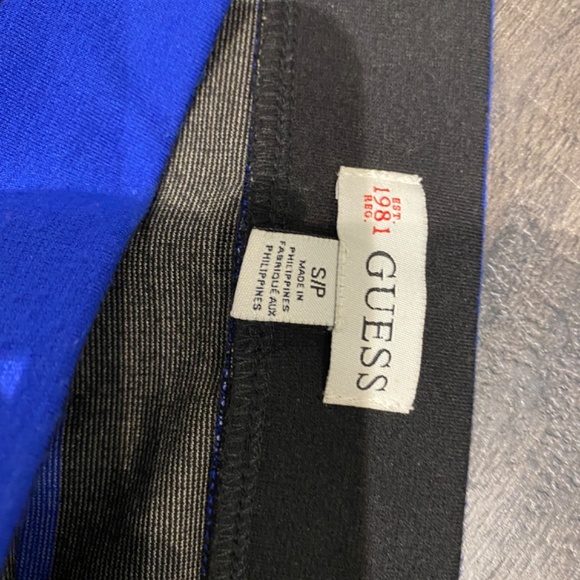 EST.
1981
REG.
GUESS
S/P
MADE IN
PHILIPPINES
FABRIQUÉ AUX
PHILIPPINES